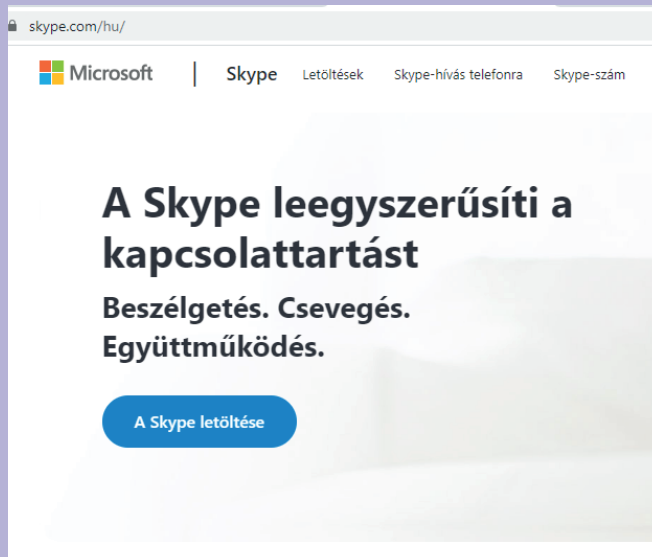 skype.com/hu/
Microsoft | Skype Letöltések Skype-hívás telefonra Skype-szám
A Skype leegyszerűsíti a
kapcsolattartást
Beszélgetés. Csevegés.
Együttműködés.
A Skype letöltése